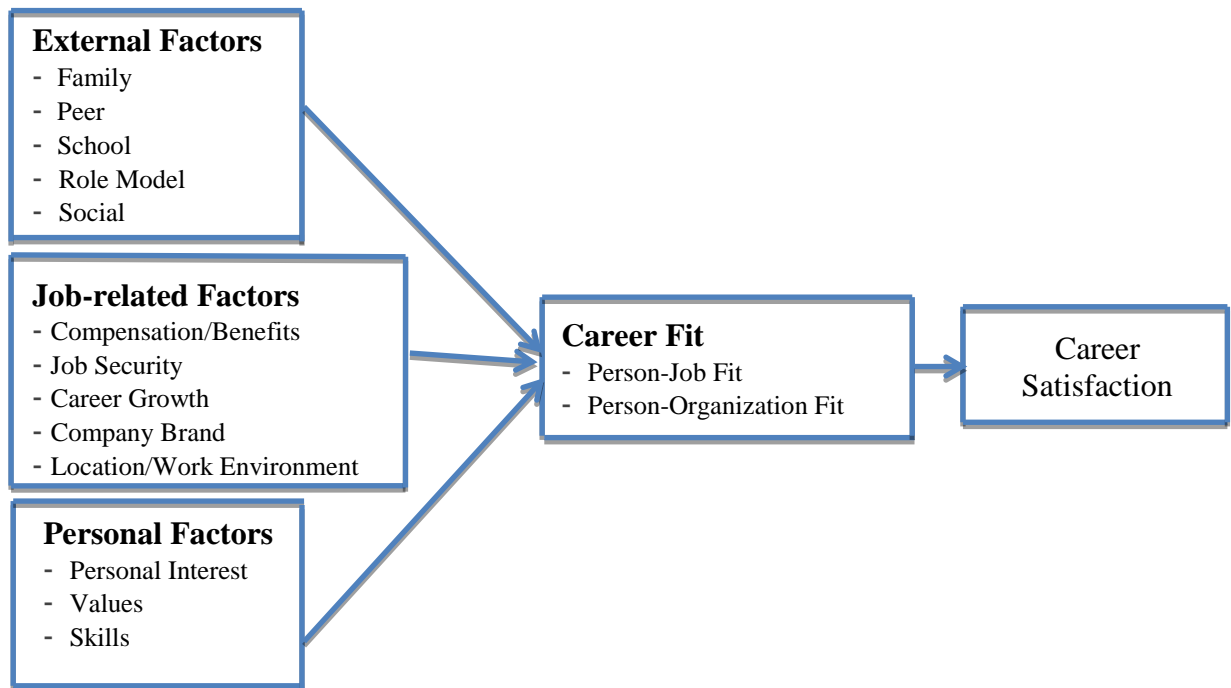 External Factors
- Family
- Peer
- School
- Role Model
- Social
Job-related Factors
- Compensation/Benefits
- Job Security
- Career Growth
- Company Brand
- Location/Work Environment
Personal Factors
- Personal Interest
- Values
- Skills
Career Fit
- Person-Job Fit
- Person-Organization Fit
Career
Satisfaction